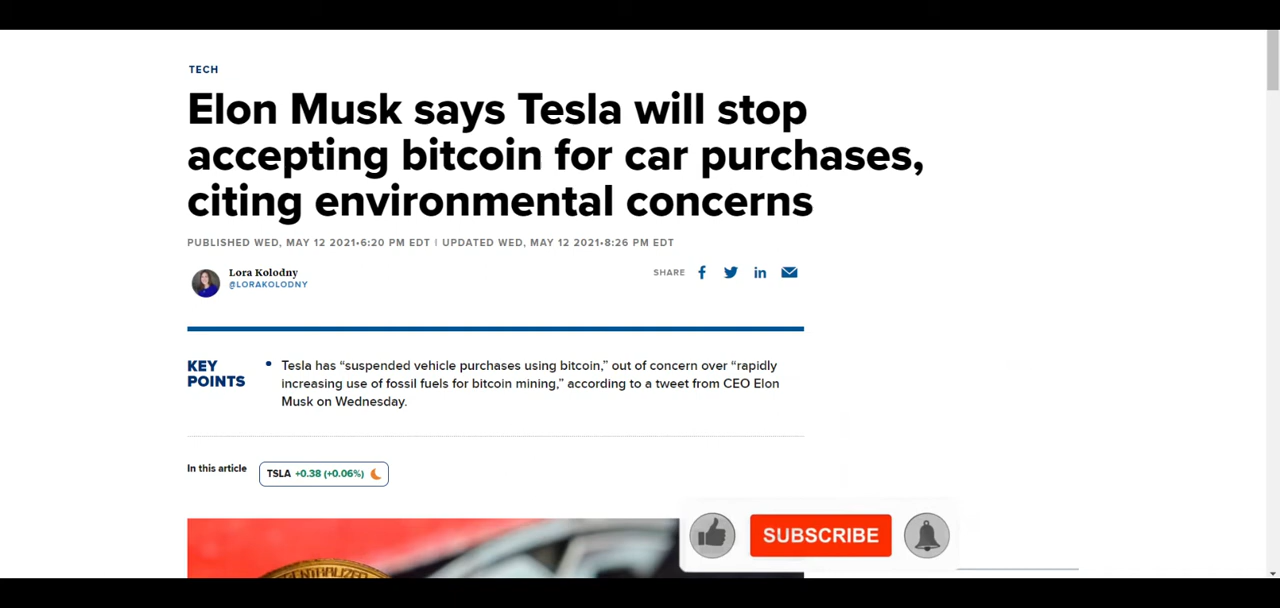 TECH
Elon Musk says Tesla will stop
accepting bitcoin for car purchases,
citing environmental concerns
PUBLISHED WED, MAY 12 2021•6:20 PM EDT | UPDATED WED, MAY 12 2021•8:26 PM EDT
Lora Kolodny
@LORAKOLODNY
SHARE
KEY
POINTS
• Tesla has “suspended vehicle purchases using bitcoin,” out of concern over “rapidly
increasing use of fossil fuels for bitcoin mining,” according to a tweet from CEO Elon
Musk on Wednesday.
In this article
TSLA +0.38 (+0.06%)
SUBSCRIBE